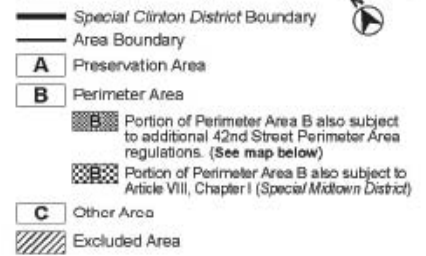 Special Clinton District Boundary
Area Boundary
A Preservation Area
B Perimeter Area
B Portion of Perimeter Area B also subject
to additional 42nd Street Perimeter Area
regulations. (See map below)
B Portion of Perimeter Area B also subject to
Article VIII, Chapter I (Special Midtown District)
C Other Area
Excluded Area